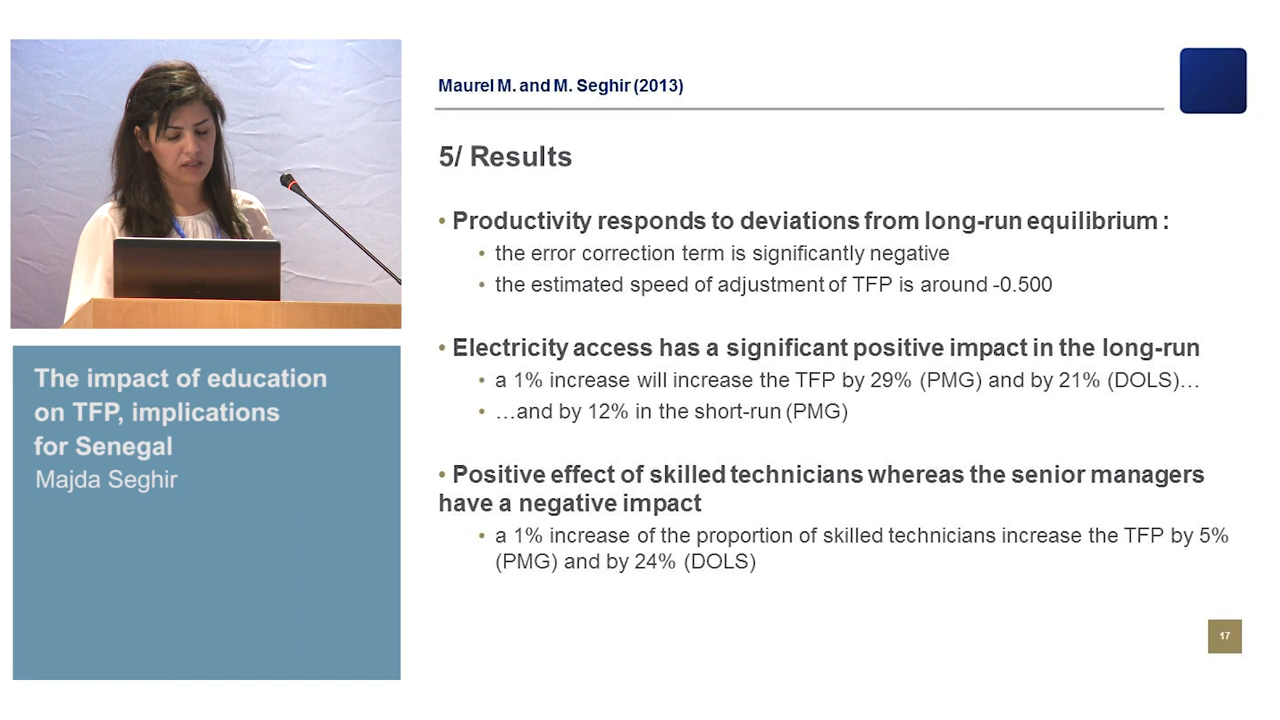 Maurel M. and M. Seghir (2013)
5/ Results
• Productivity responds to deviations from long-run equilibrium :
• the error correction term is significantly negative
• the estimated speed of adjustment of TFP is around -0.500
• Electricity access has a significant positive impact in the long-run
• a 1% increase will increase the TFP by 29% (PMG) and by 21% (DOLS)…
• …and by 12% in the short-run (PMG)
• Positive effect of skilled technicians whereas the senior managers
have a negative impact
• a 1% increase of the proportion of skilled technicians increase the TFP by 5%
(PMG) and by 24% (DOLS)
17
The impact of education
on TFP, implications
for Senegal
Majda Seghir